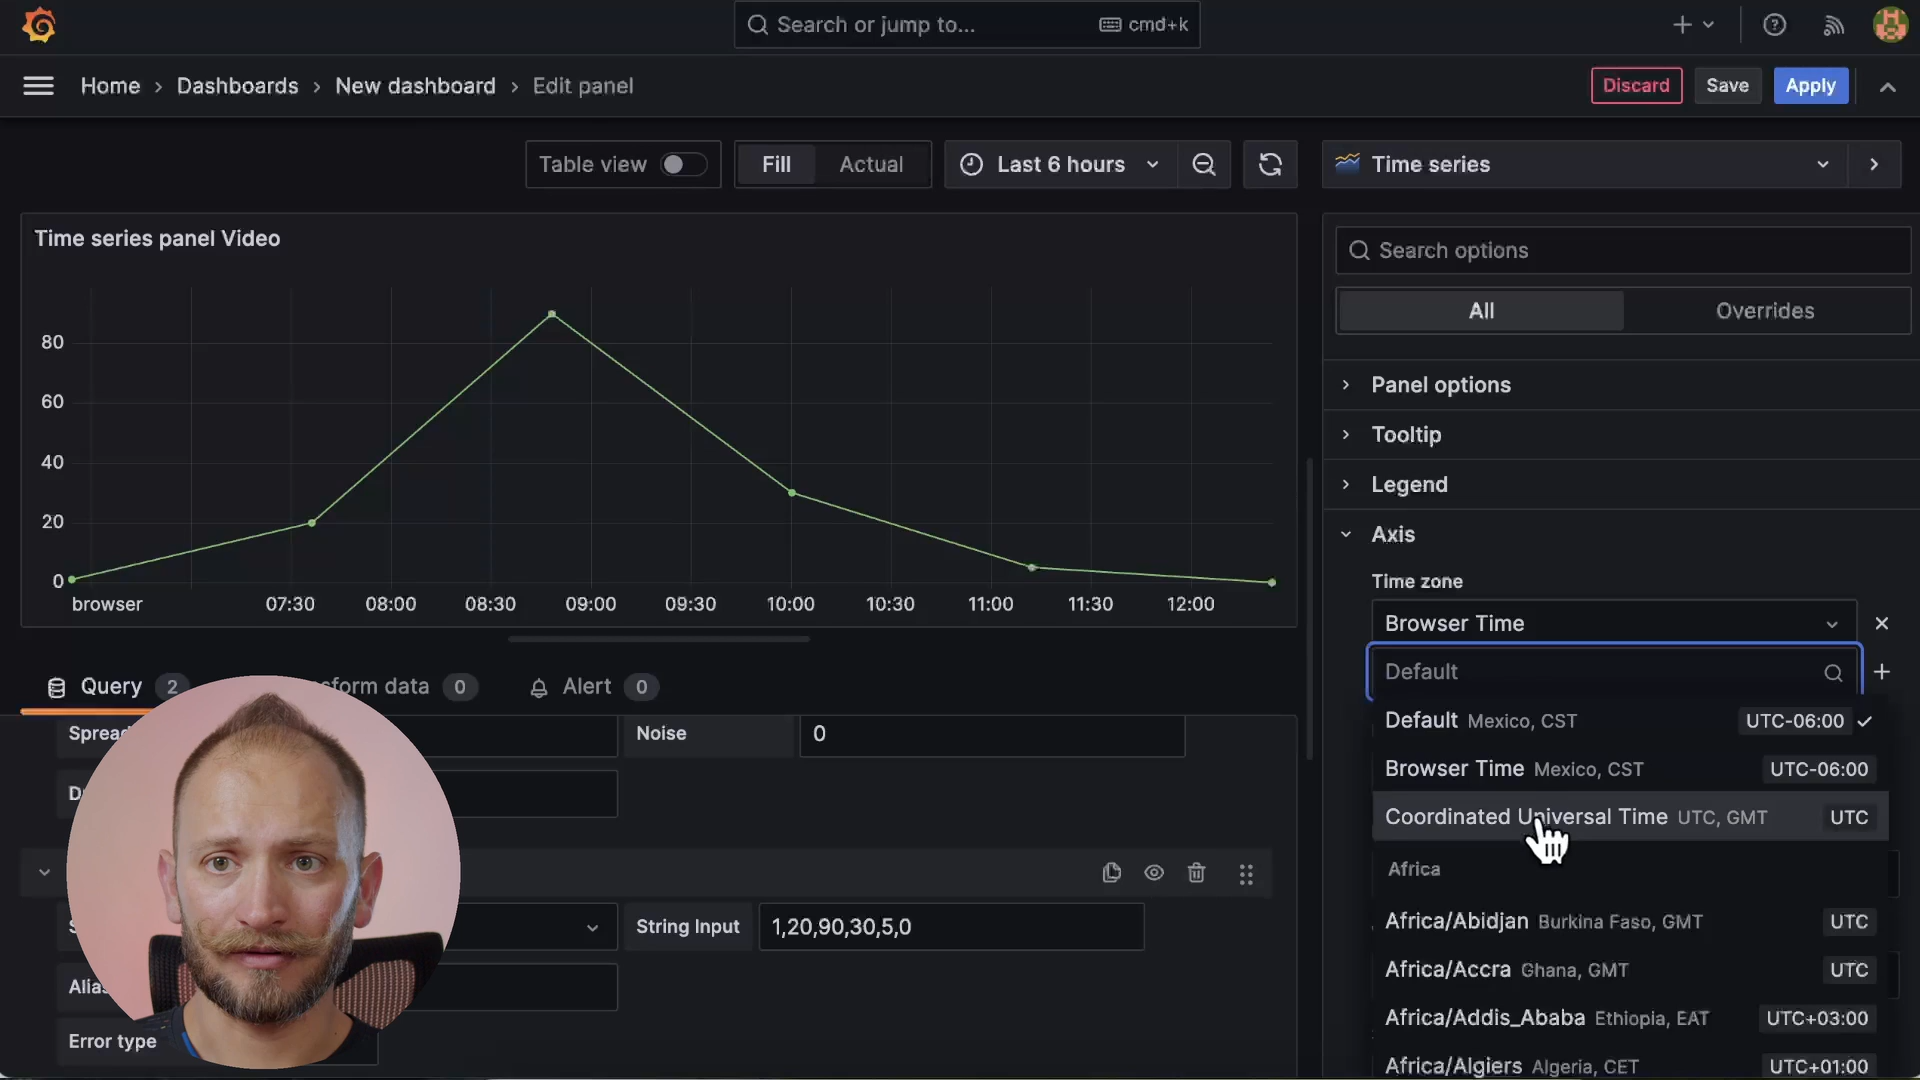 Search or jump to... cmd+k
Home › Dashboards › New dashboard › Edit panel
Discard Save Apply
Table view Fill Actual Last 6 hours
Time series
Time series panel Video
Search options
All Overrides
Panel options
Tooltip
Legend
Axis
Time zone
Browser Time
Default
Default Mexico, CST UTC-06:00
Browser Time Mexico, CST UTC-06:00
Coordinated Universal Time UTC, GMT UTC
Africa
Africa/Abidjan Burkina Faso, GMT UTC
Africa/Accra Ghana, GMT UTC
Africa/Addis_Ababa Ethiopia, EAT UTC+03:00
Africa/Algiers Algeria, CET UTC+01:00
80
60
40
20
0
browser 07:30 08:00 08:30 09:00 09:30 10:00 10:30 11:00 11:30 12:00
Query 2 data 0 Alert 0
Noise 0
String Input 1,20,90,30,5,0
Error type